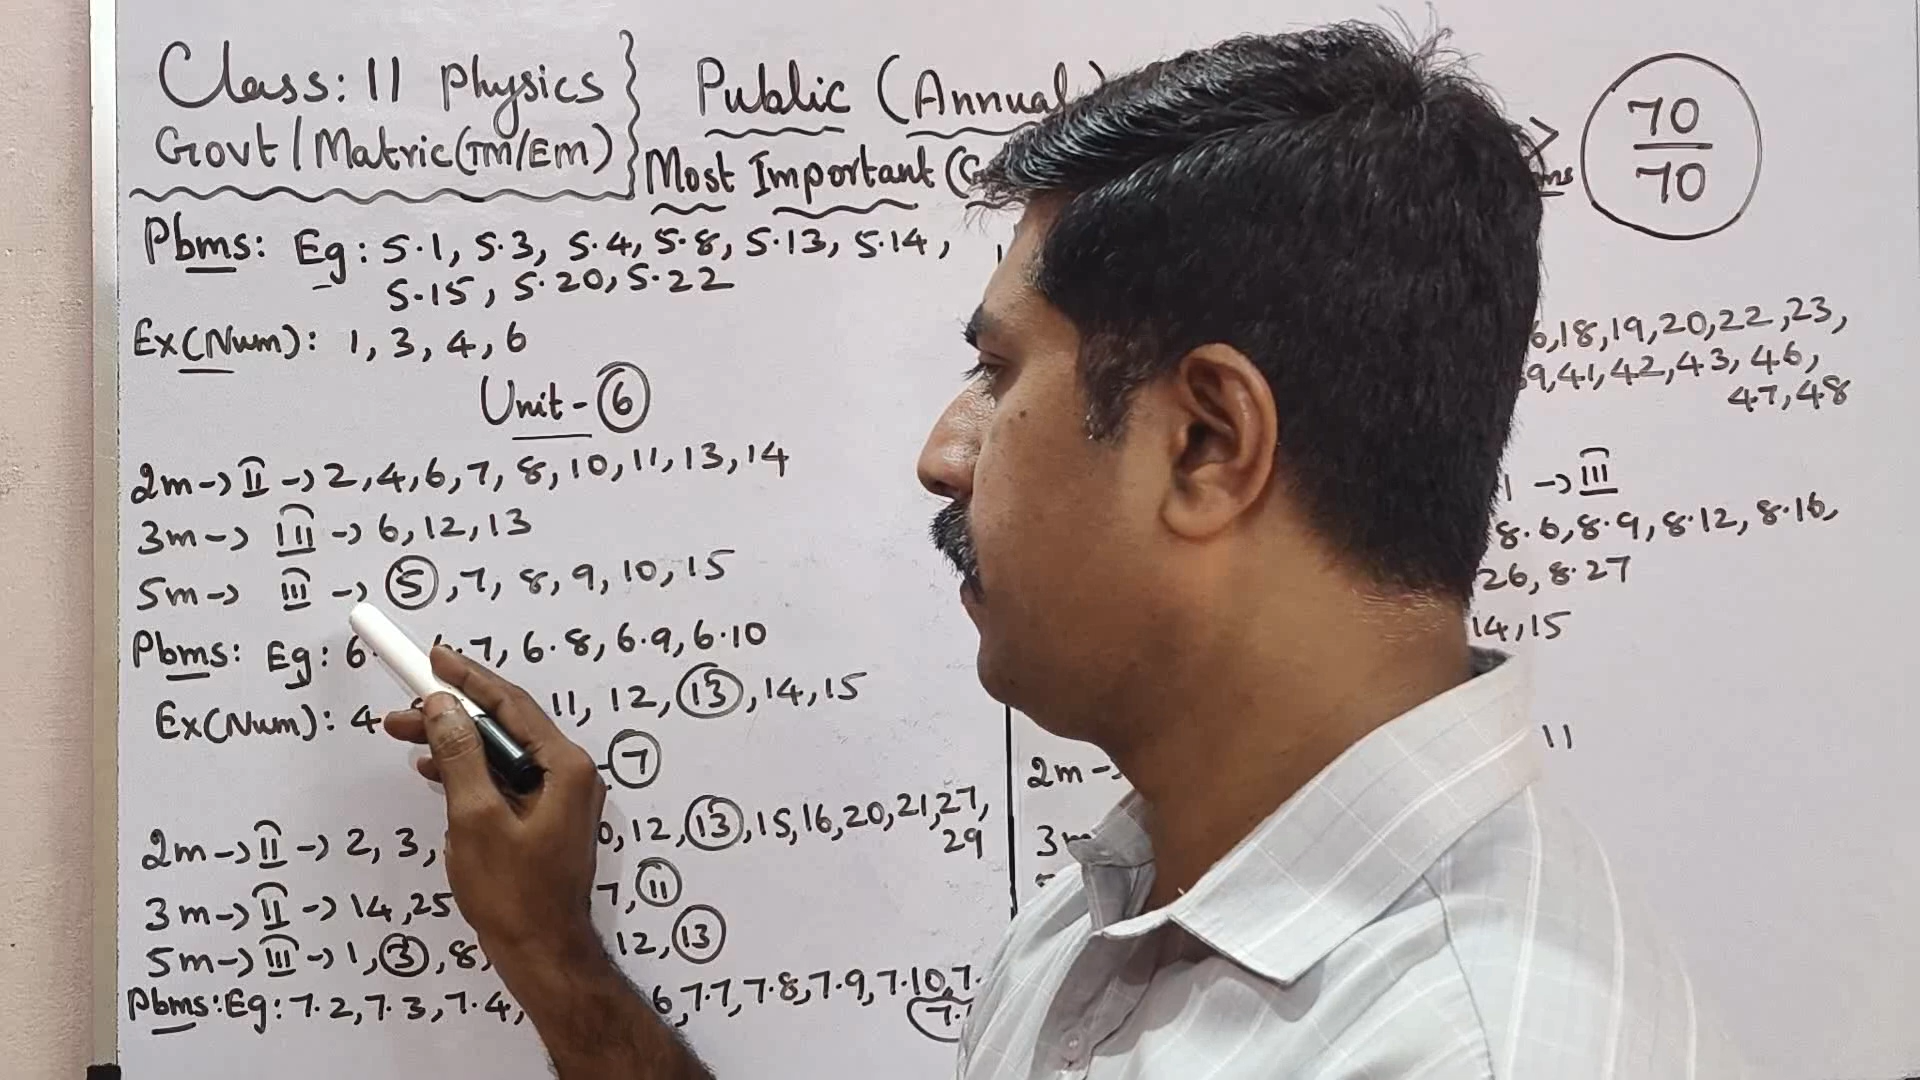 Class: 11 Physics
Govt / Matric (TM/EM)
Public (Annual)
Most Important
70
70
Pbms: Eg: 5.1, 5.3, 5.4, 5.8, 5.13, 5.14,
5.15, 5.20, 5.22
Ex(Num): 1, 3, 4, 6
Unit - 6
2m -> II -> 2, 4, 6, 7, 8, 10, 11, 13, 14
3m -> III -> 6, 12, 13
5m -> III -> 5, 7, 8, 9, 10, 15
Pbms: Eg: 6.7, 6.8, 6.9, 6.10
Ex(Num): 4, 11, 12, 13, 14, 15
7
2m -> II -> 2, 3, 12, 13, 15, 16, 20, 21, 27,
29
3m -> II -> 14, 25 7, 11
5m -> III -> 1, 3, 8, 12, 13
Pbms: Eg: 7.2, 7.3, 7.4, 7.7, 7.8, 7.9, 7.10,
18, 19, 20, 22, 23,
41, 42, 43, 46,
47, 48
-> III
8.6, 8.9, 8.12, 8.16,
26, 8.27
14, 15
11
2m ->
3m